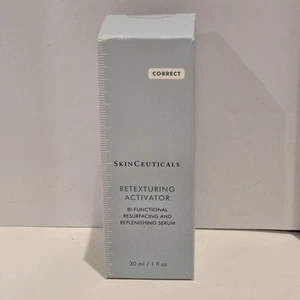 CORRECT
SKINCEUTICALS
RETEXTURING
ACTIVATOR
BI-FUNCTIONAL
RESURFACING AND
REPLENISHING SERUM
30 ml / 1 fl oz